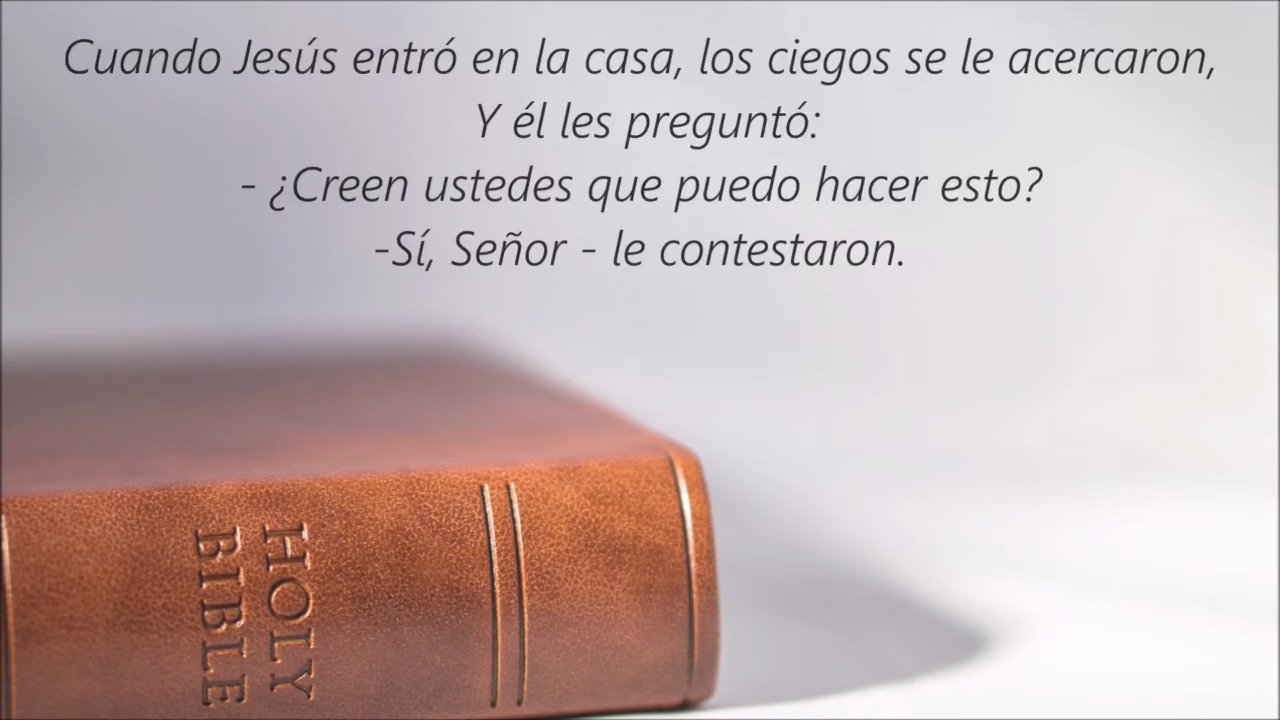 Cuando Jesús entró en la casa, los ciegos se le acercaron,
Y él les preguntó:
- ¿Creen ustedes que puedo hacer esto?
-Sí, Señor - le contestaron.
HOLY
BIBLE